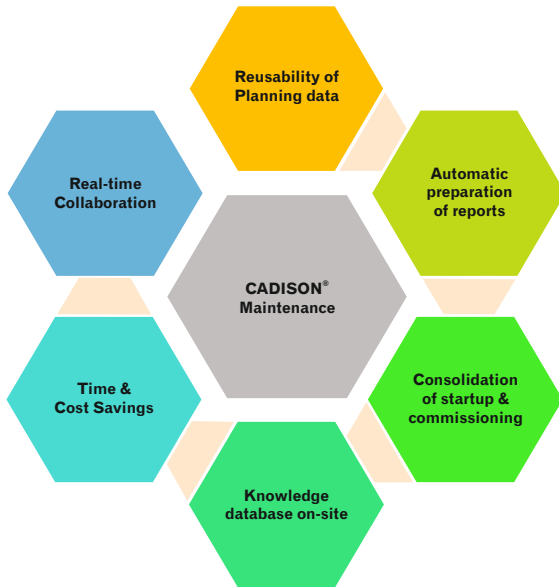 Reusability of
Planning data
Real-time
Collaboration
Automatic
preparation
of reports
CADISON®
Maintenance
Time &
Cost Savings
Consolidation
of startup &
commissioning
Knowledge
database on-site